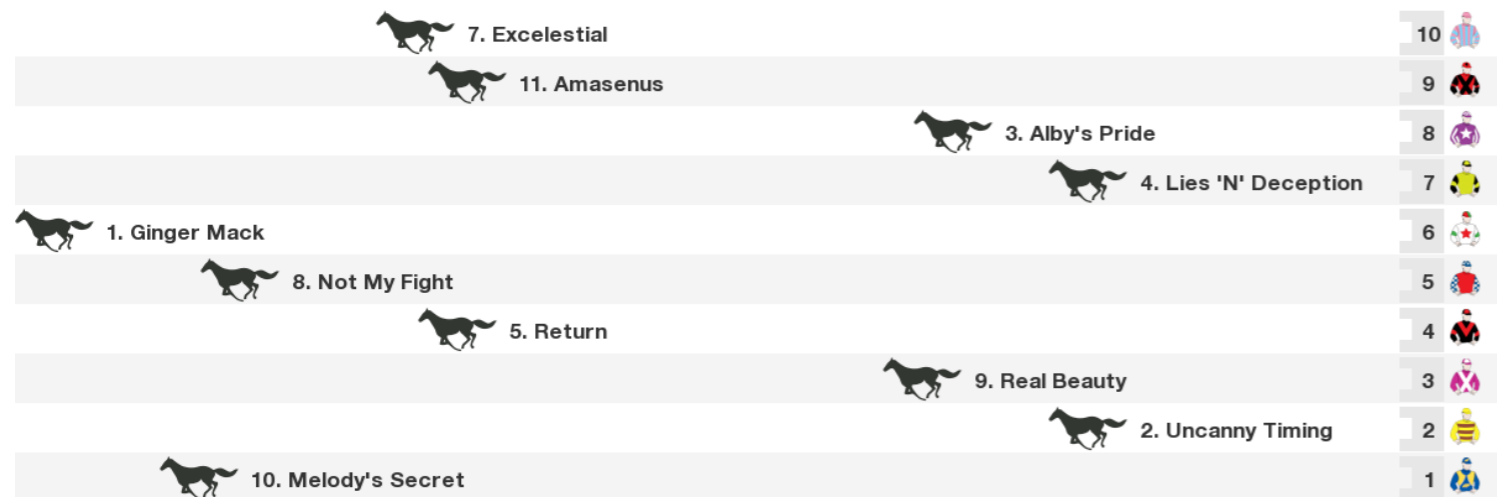 7. Excelestial 10
11. Amasenus 9
3. Alby's Pride 8
4. Lies 'N' Deception 7
1. Ginger Mack 6
8. Not My Fight 5
5. Return 4
9. Real Beauty 3
2. Uncanny Timing 2
10. Melody's Secret 1